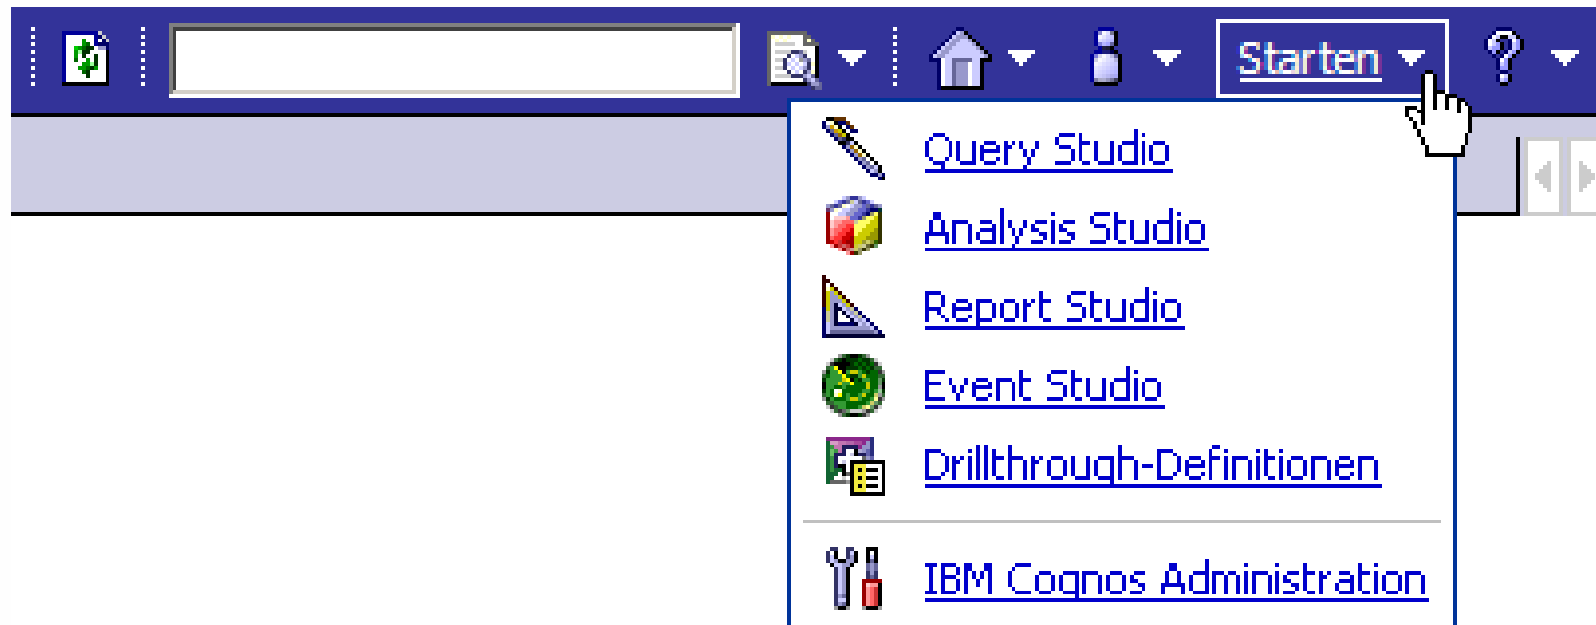 Starten
Query Studio
Analysis Studio
Report Studio
Event Studio
Drillthrough-Definitionen
IBM Cognos Administration